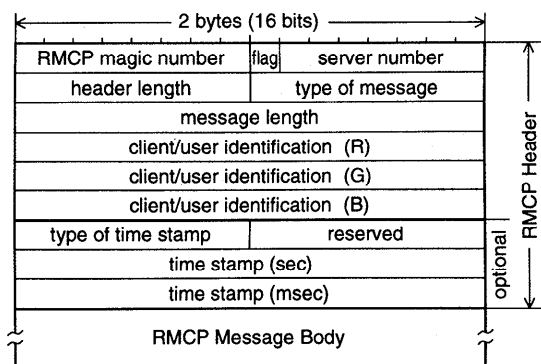 2 bytes (16 bits)
RMCP magic number flag server number
header length type of message
message length
client/user identification (R)
client/user identification (G)
client/user identification (B)
type of time stamp reserved
time stamp (sec)
time stamp (msec)
RMCP Message Body
optional
RMCP Header